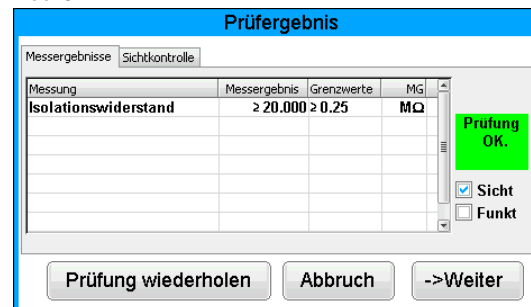 Prüfergebnis
Messergebnisse Sichtkontrolle
Messung Messergebnis Grenzwerte MG
Isolationswiderstand ≥ 20.000 ≥ 0.25 MΩ
Prüfung
OK.
Sicht
Funkt
Prüfung wiederholen Abbruch ->Weiter